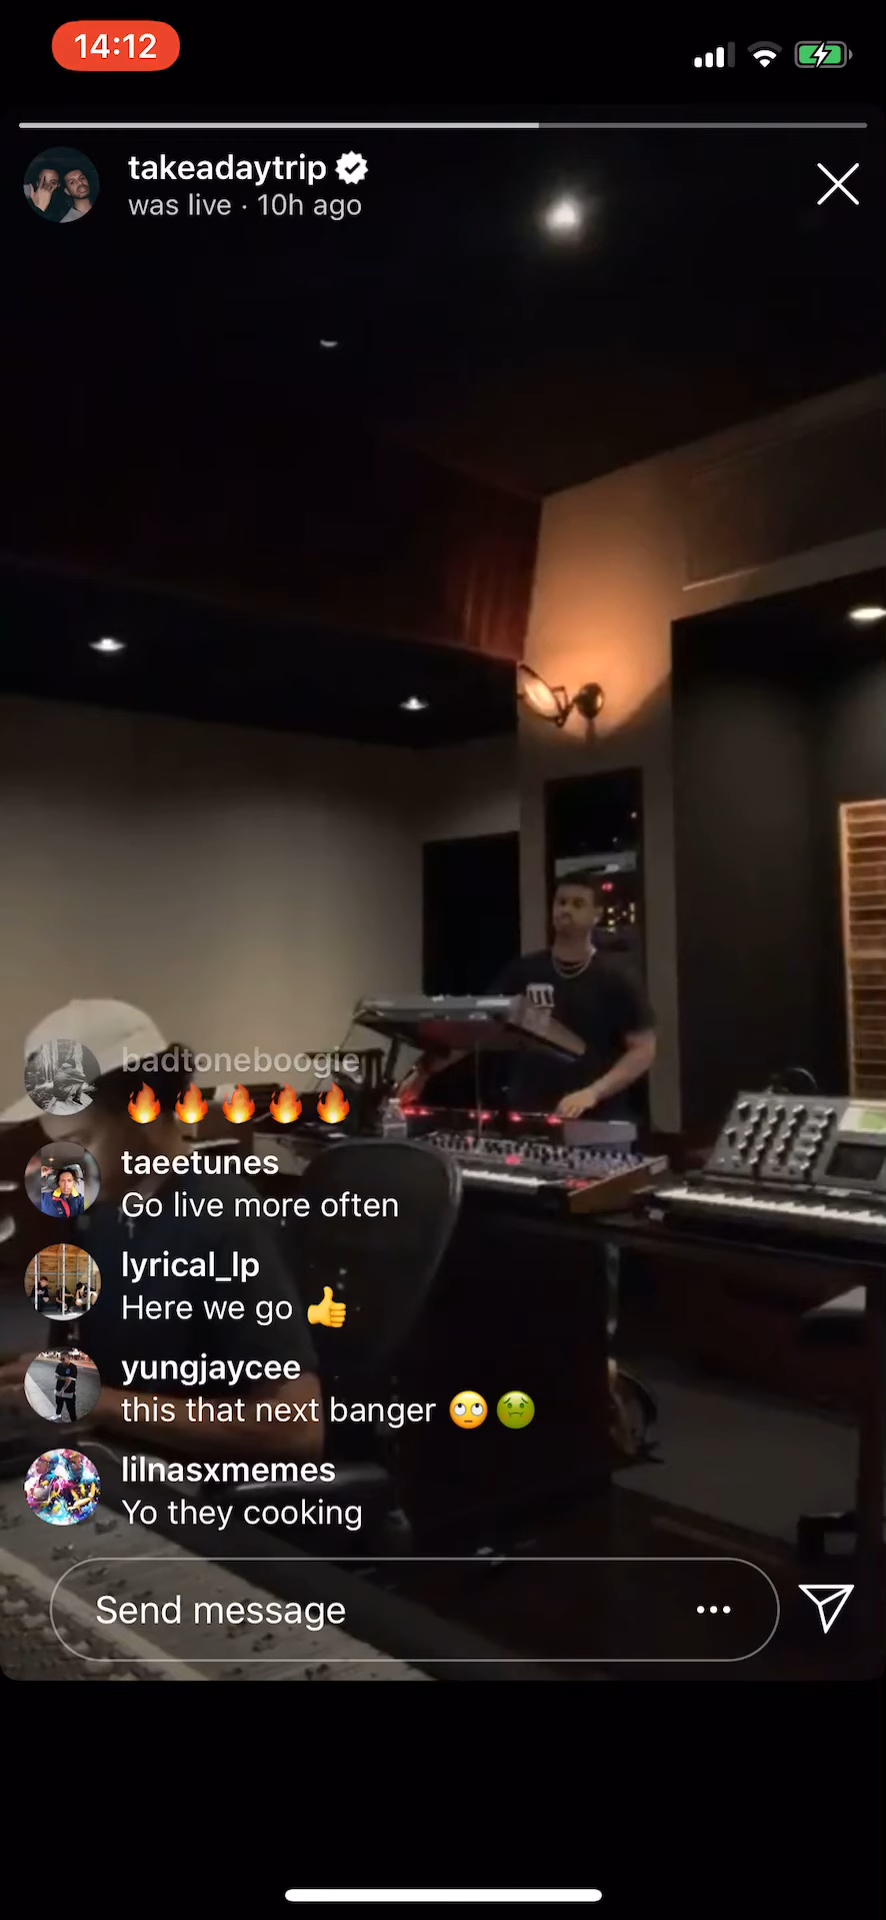 14:12
takeadaytrip
was live · 10h ago
badtoneboogie
🔥🔥🔥🔥🔥
taeetunes
Go live more often
lyrical_lp
Here we go 👍
yungjaycee
this that next banger 🙄🤢
lilnasxmemes
Yo they cooking
Send message